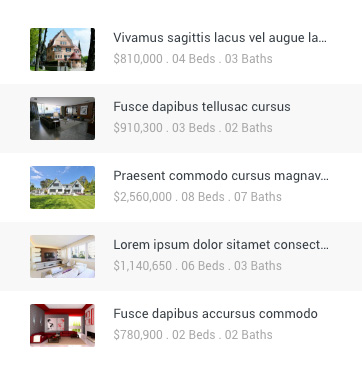 Vivamus sagittis lacus vel augue la...
$810,000 . 04 Beds . 03 Baths
Fusce dapibus tellusac cursus
$910,300 . 03 Beds . 02 Baths
Praesent commodo cursus magnav...
$2,560,000 . 08 Beds . 07 Baths
Lorem ipsum dolor sitamet consect...
$1,140,650 . 06 Beds . 03 Baths
Fusce dapibus accursus commodo
$780,900 . 02 Beds . 02 Baths